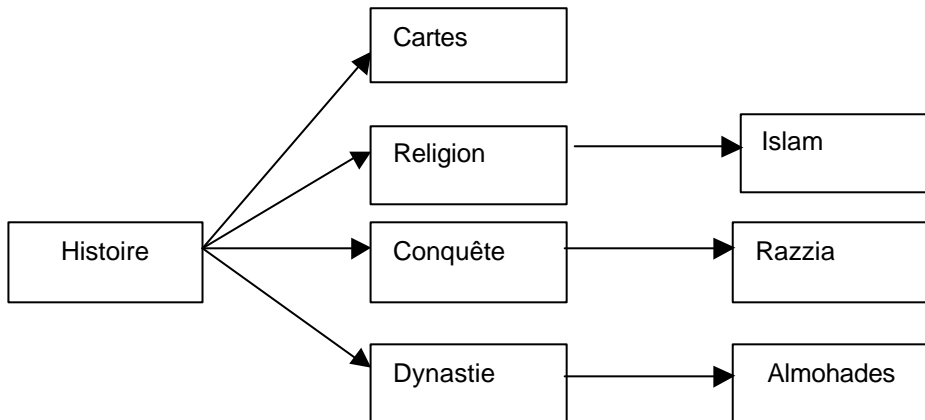 Cartes
Religion
Islam
Histoire
Conquête
Razzia
Dynastie
Almohades